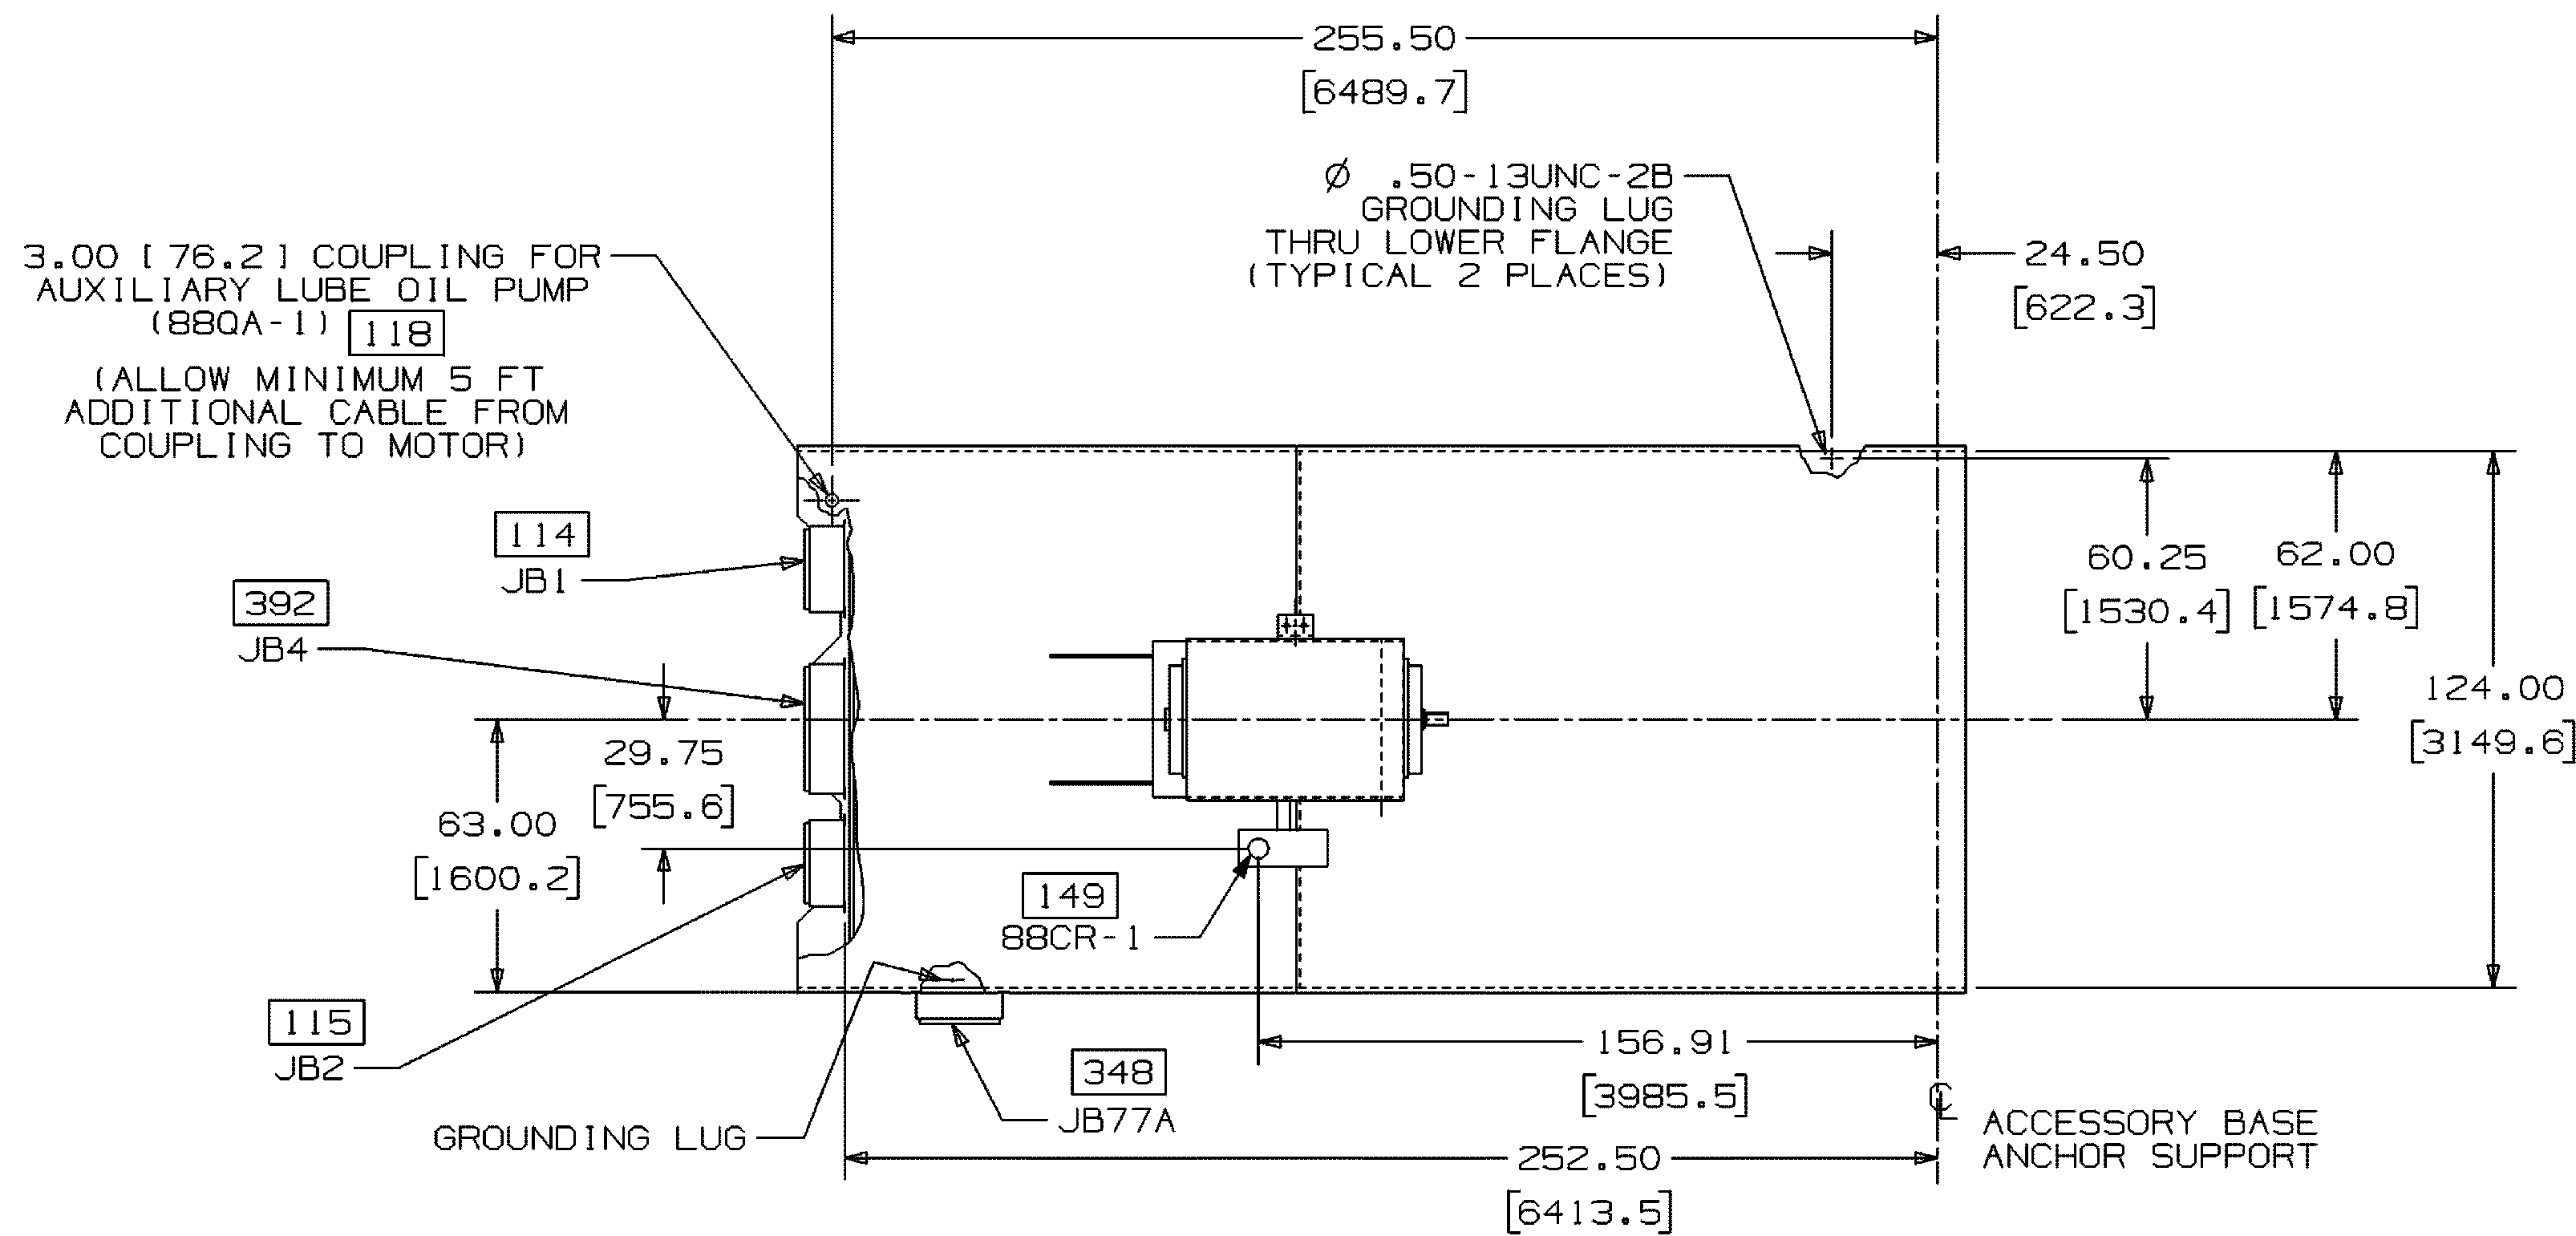 255.50
[6489.7]
Ø .50-13UNC-2B
GROUNDING LUG
THRU LOWER FLANGE
(TYPICAL 2 PLACES)
24.50
[622.3]
3.00 [76.2] COUPLING FOR
AUXILIARY LUBE OIL PUMP
(88QA-1) 118
(ALLOW MINIMUM 5 FT
ADDITIONAL CABLE FROM
COUPLING TO MOTOR)
114
JB1
392
JB4
60.25
[1530.4]
62.00
[1574.8]
124.00
[3149.6]
29.75
[755.6]
63.00
[1600.2]
149
88CR-1
115
JB2
348
JB77A
GROUNDING LUG
156.91
[3985.5]
℄ ACCESSORY BASE
ANCHOR SUPPORT
252.50
[6413.5]